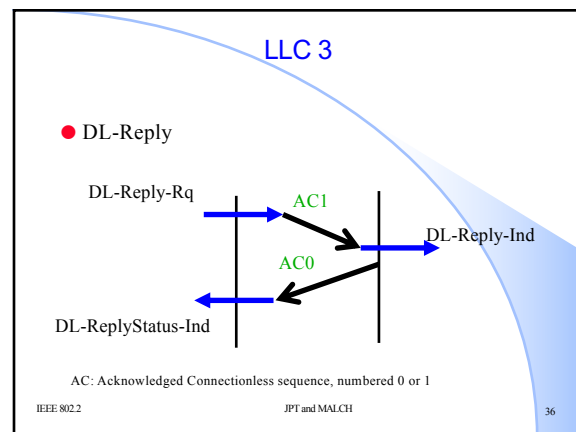 LLC 3
DL-Reply
DL-Reply-Rq
AC1
DL-Reply-Ind
AC0
DL-ReplyStatus-Ind
AC: Acknowledged Connectionless sequence, numbered 0 or 1
IEEE 802.2 JPT and MALCH 36